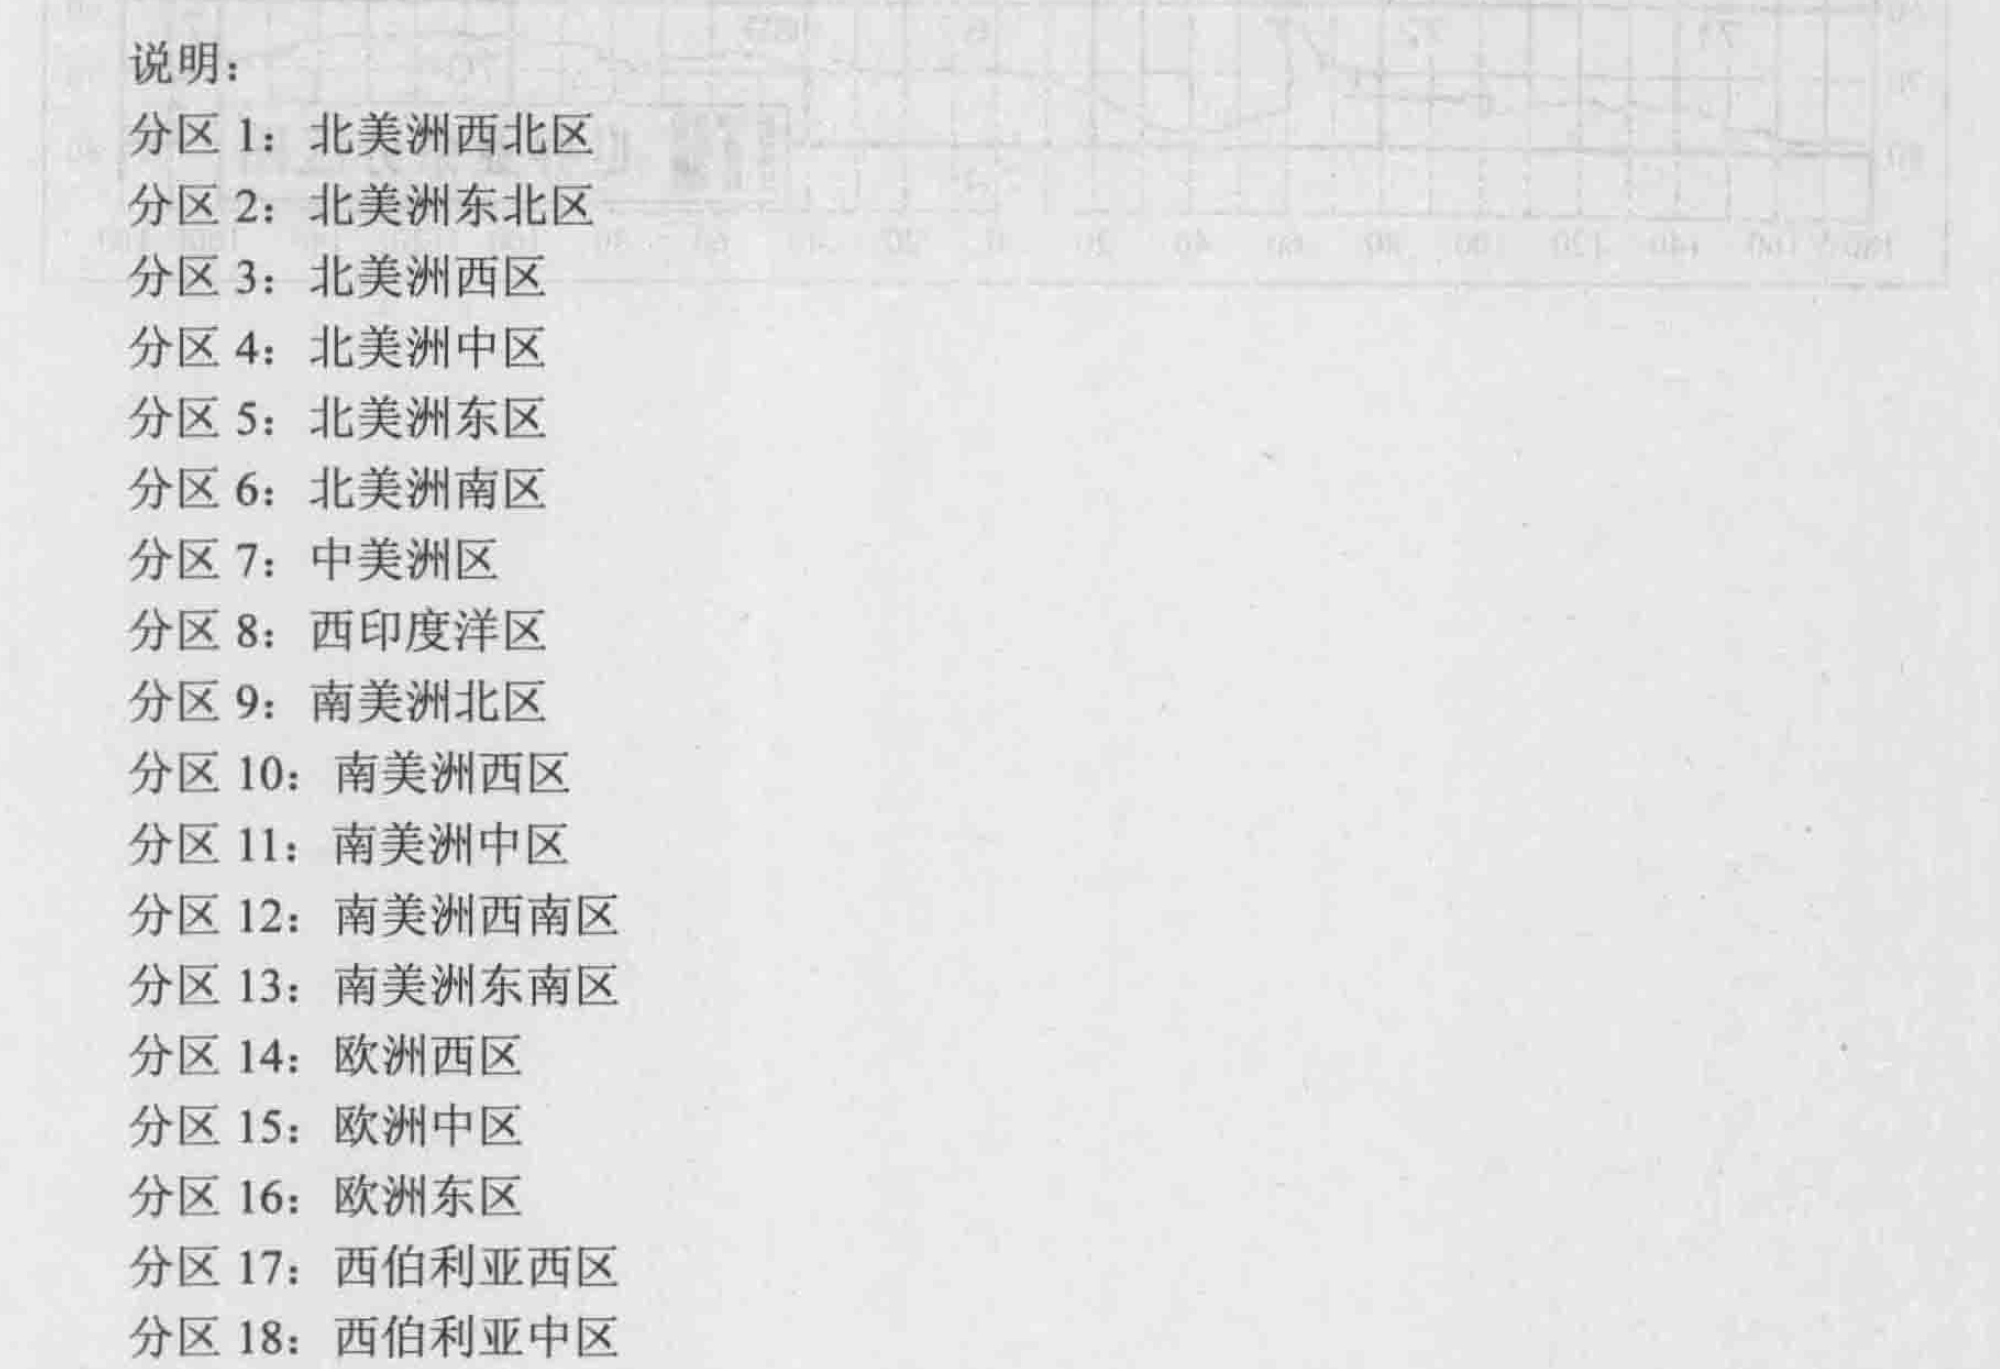 说明：
分区 1：北美洲西北区
分区 2：北美洲东北区
分区 3：北美洲西区
分区 4：北美洲中区
分区 5：北美洲东区
分区 6：北美洲南区
分区 7：中美洲区
分区 8：西印度洋区
分区 9：南美洲北区
分区 10：南美洲西区
分区 11：南美洲中区
分区 12：南美洲西南区
分区 13：南美洲东南区
分区 14：欧洲西区
分区 15：欧洲中区
分区 16：欧洲东区
分区 17：西伯利亚西区
分区 18：西伯利亚中区